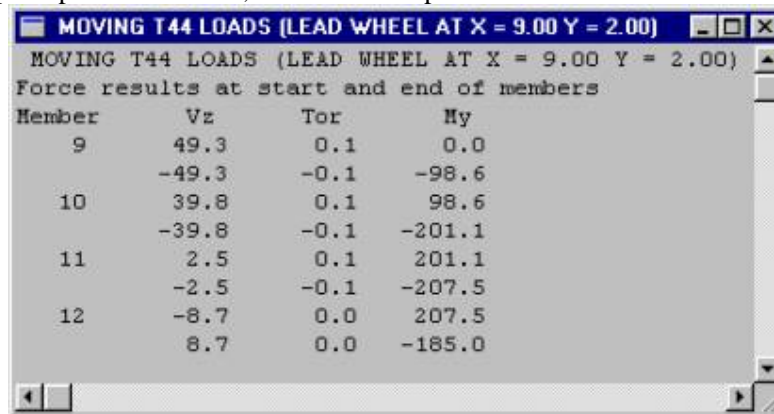 MOVING T44 LOADS (LEAD WHEEL AT X = 9.00 Y = 2.00)
MOVING T44 LOADS (LEAD WHEEL AT X = 9.00 Y = 2.00)
Force results at start and end of members
Member Vz Tor My
9 49.3 0.1 0.0
-49.3 -0.1 -98.6
10 39.8 0.1 98.6
-39.8 -0.1 -201.1
11 2.5 0.1 201.1
-2.5 -0.1 -207.5
12 -8.7 0.0 207.5
8.7 0.0 -185.0